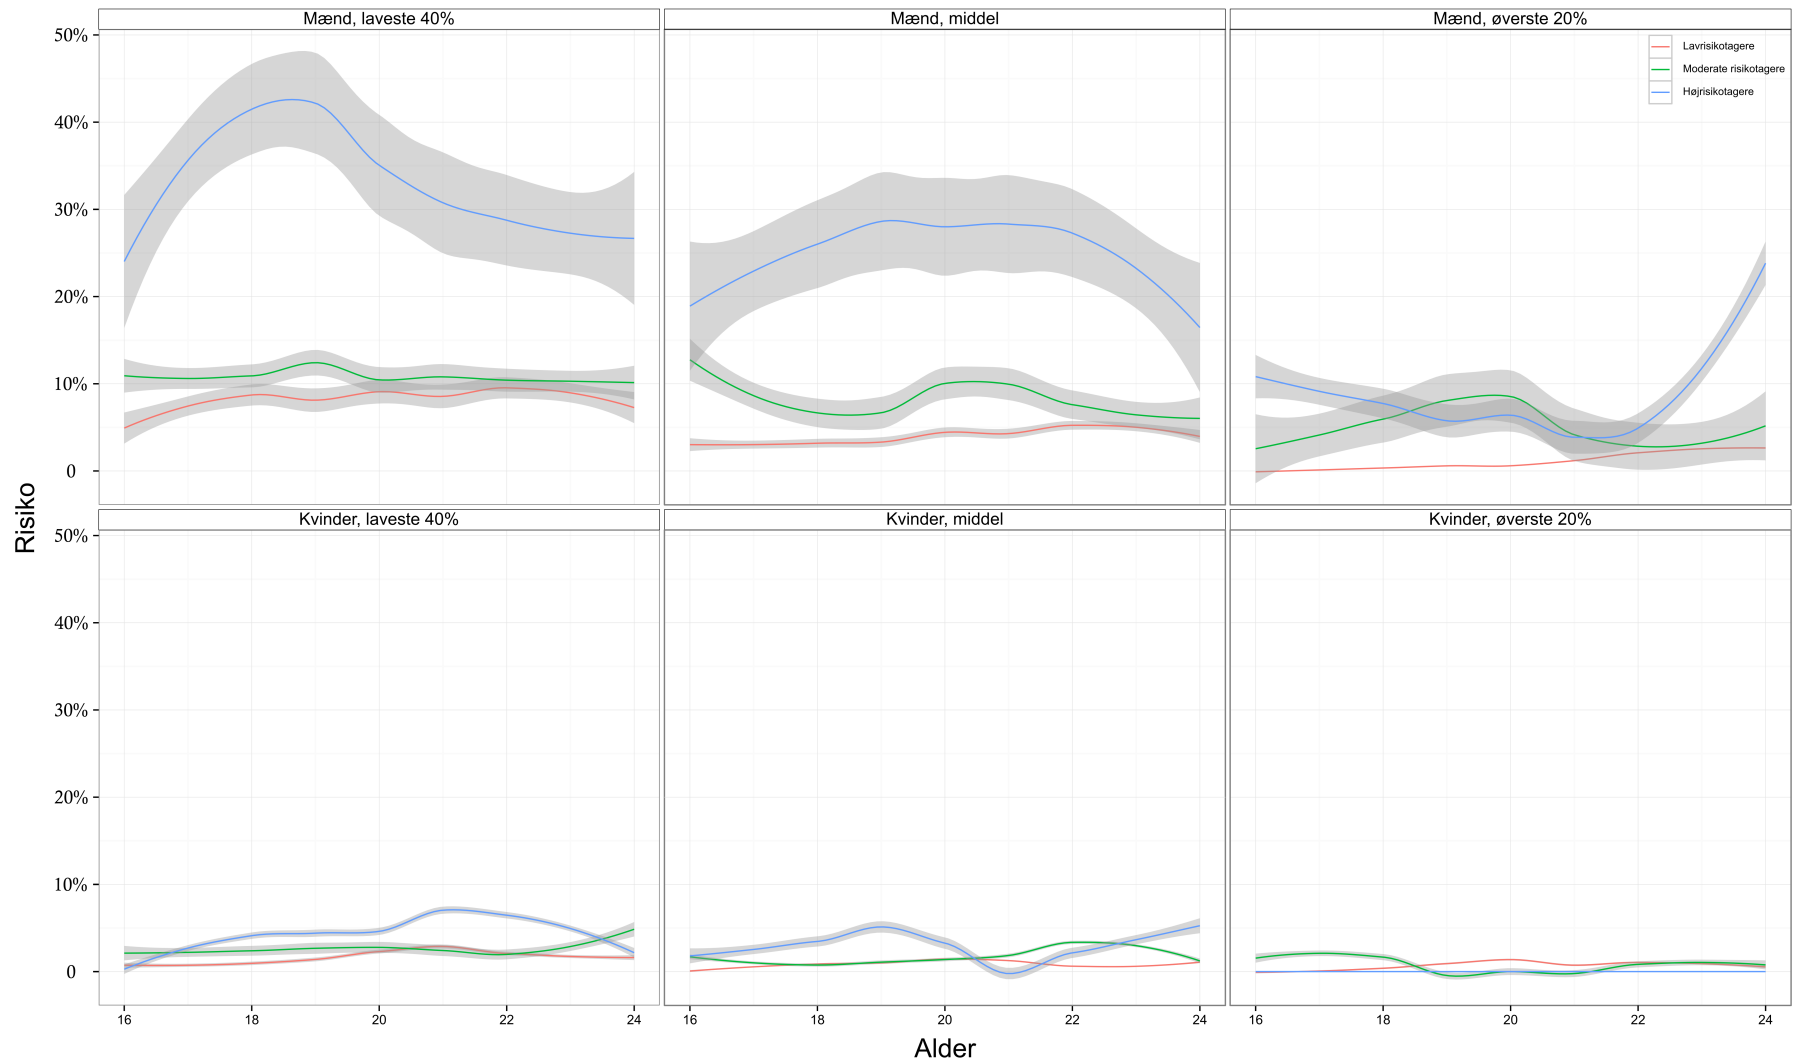 Mænd, laveste 40%
Mænd, middel
Mænd, øverste 20%
50%
40%
30%
20%
10%
0
Lavrisikotagere
Moderate risikotagere
Højrisikotagere
Risiko
Kvinder, laveste 40%
Kvinder, middel
Kvinder, øverste 20%
50%
40%
30%
20%
10%
0
16 18 20 22 24
16 18 20 22 24
16 18 20 22 24
Alder